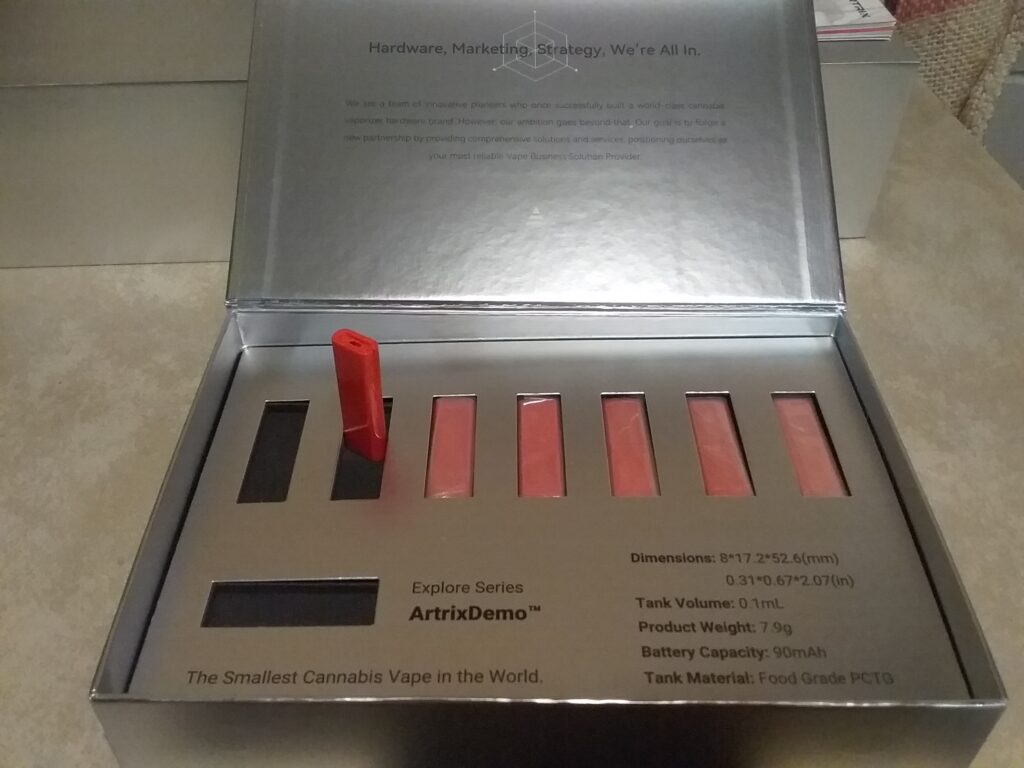 TRIX
Hardware, Marketing, Strategy, We're All In.
We are a team of innovative pioneers who once successfully built a world-class cannabis
vaporizer hardware brand. However, our ambition goes beyond that. Our goal is to forge a
new partnership by providing comprehensive solutions and services, positioning ourselves as
your most reliable Vape Business Solution Provider.
Dimensions: 8*17.2*52.6(mm)
0.31*0.67*2.07(in)
Explore Series
ArtrixDemo™
Tank Volume: 0.1mL
Product Weight: 7.9g
Battery Capacity: 90mAh
The Smallest Cannabis Vape in the World.
Tank Material: Food Grade PCTG